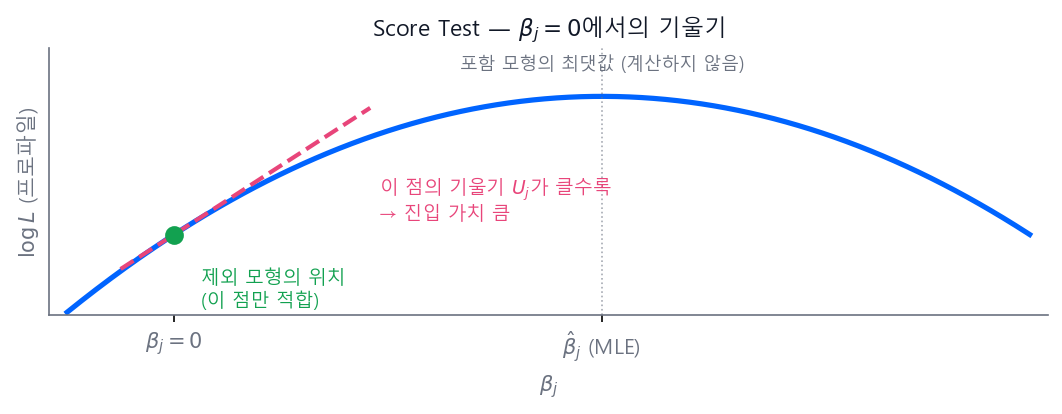 Score Test — βⱼ = 0에서의 기울기
포함 모형의 최댓값 (계산하지 않음)
log L (프로파일)
이 점의 기울기 Uⱼ가 클수록
→ 진입 가치 큼
제외 모형의 위치
(이 점만 적합)
βⱼ = 0
β̂ⱼ (MLE)
βⱼ